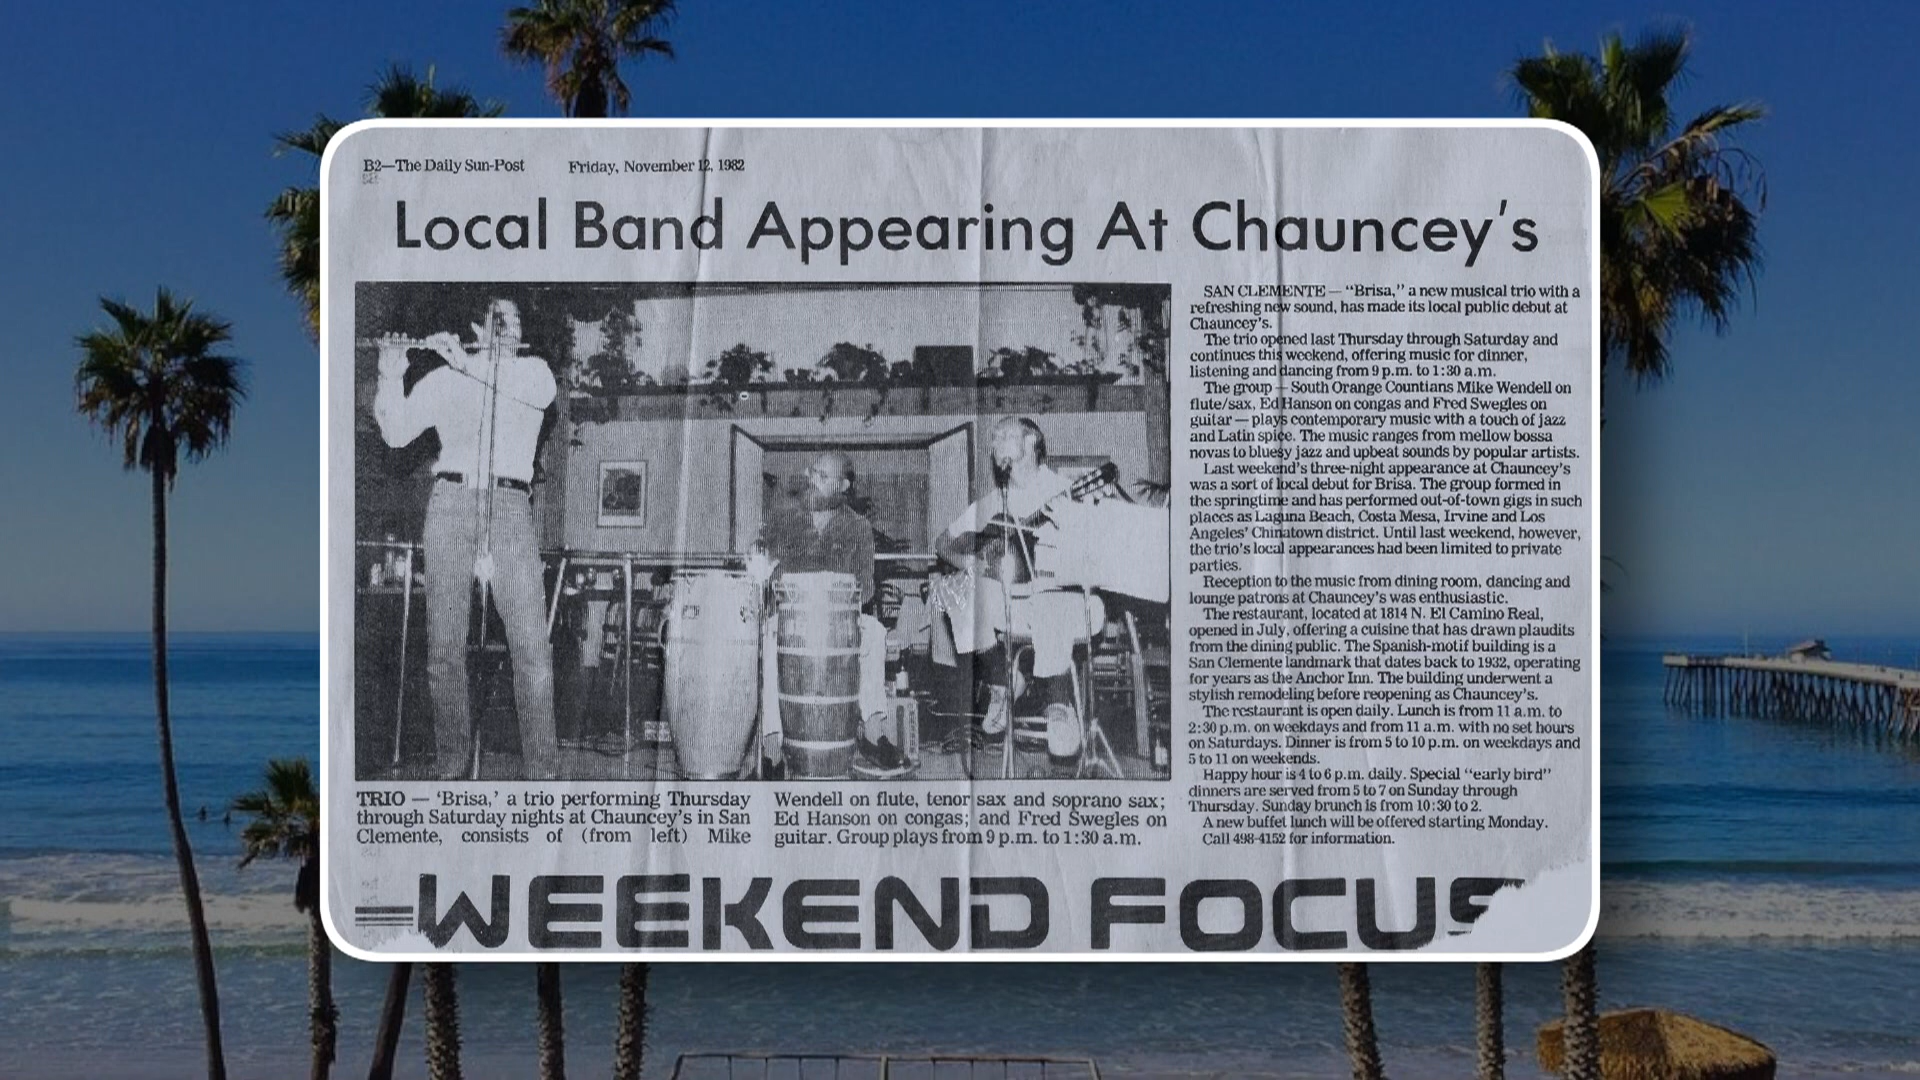 B2—The Daily Sun-Post Friday, November 12, 1982
Local Band Appearing At Chauncey's
TRIO — 'Brisa,' a trio performing Thursday
through Saturday nights at Chauncey's in San
Clemente, consists of (from left) Mike
Wendell on flute, tenor sax and soprano sax;
Ed Hanson on congas; and Fred Swegles on
guitar. Group plays from 9 p.m. to 1:30 a.m.
SAN CLEMENTE — "Brisa," a new musical trio with a
refreshing new sound, has made its local public debut at
Chauncey's.
The trio opened last Thursday through Saturday and
continues this weekend, offering music for dinner,
listening and dancing from 9 p.m. to 1:30 a.m.
The group — South Orange Countians Mike Wendell on
flute/sax, Ed Hanson on congas and Fred Swegles on
guitar — plays contemporary music with a touch of jazz
and Latin spice. The music ranges from mellow bossa
novas to bluesy jazz and upbeat sounds by popular artists.
Last weekend's three-night appearance at Chauncey's
was a sort of local debut for Brisa. The group formed in
the springtime and has performed out-of-town gigs in such
places as Laguna Beach, Costa Mesa, Irvine and Los
Angeles' Chinatown district. Until last weekend, however,
the trio's local appearances had been limited to private
parties.
Reception to the music from dining room, dancing and
lounge patrons at Chauncey's was enthusiastic.
The restaurant, located at 1814 N. El Camino Real,
opened in July, offering a cuisine that has drawn plaudits
from the dining public. The Spanish-motif building is a
San Clemente landmark that dates back to 1932, operating
for years as the Anchor Inn. The building underwent a
stylish remodeling before reopening as Chauncey's.
The restaurant is open daily. Lunch is from 11 a.m. to
2:30 p.m. on weekdays and from 11 a.m. with no set hours
on Saturdays. Dinner is from 5 to 10 p.m. on weekdays and
5 to 11 on weekends.
Happy hour is 4 to 6 p.m. daily. Special "early bird"
dinners are served from 5 to 7 on Sunday through
Thursday. Sunday brunch is from 10:30 to 2.
A new buffet lunch will be offered starting Monday.
Call 498-4152 for information.
WEEKEND FOCUS